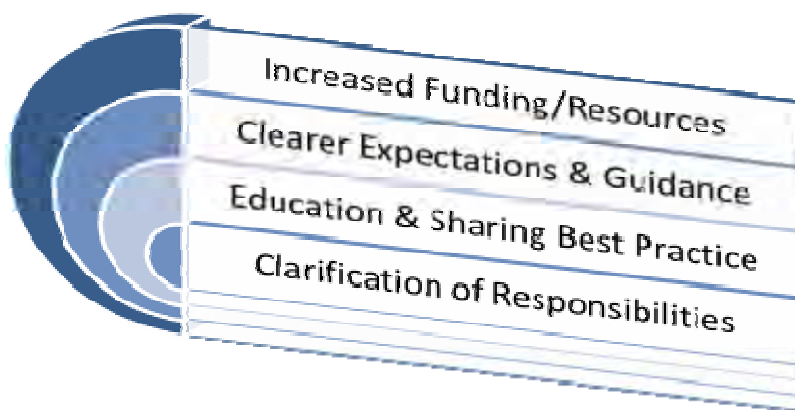 Increased Funding/Resources
Clearer Expectations & Guidance
Education & Sharing Best Practice
Clarification of Responsibilities